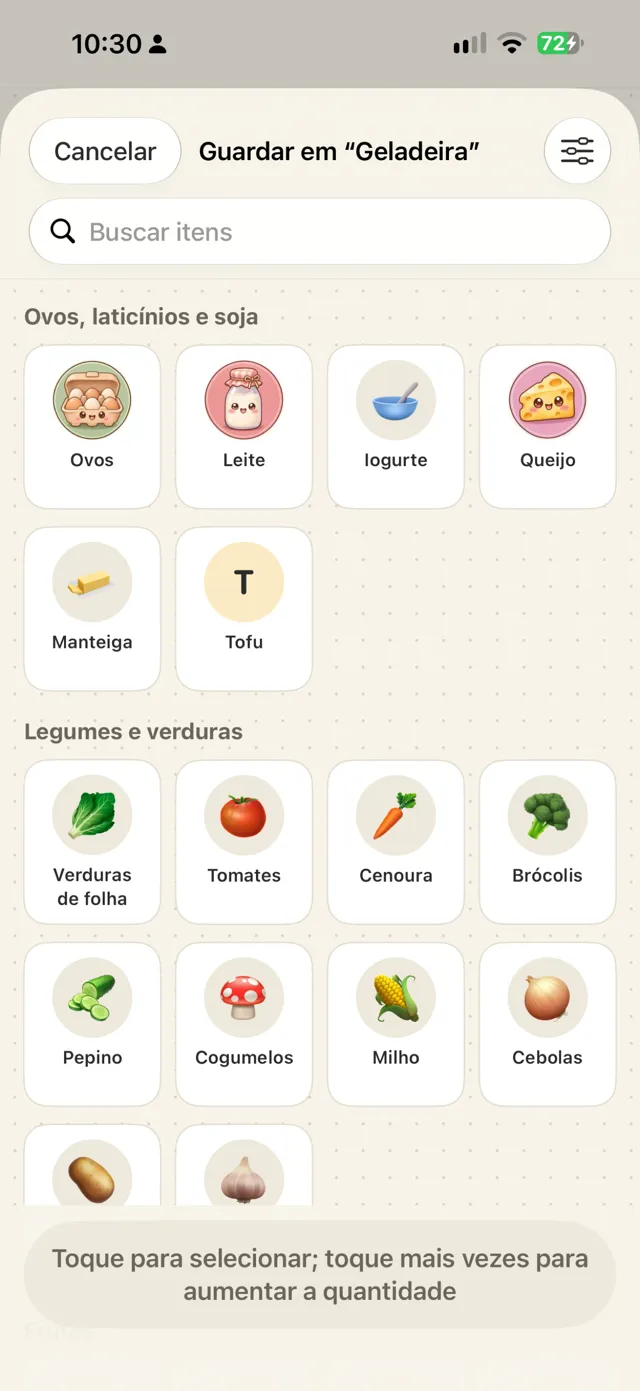 10:30
72
Cancelar
Guardar em “Geladeira”
Buscar itens
Ovos, laticínios e soja
Ovos
Leite
Iogurte
Queijo
Manteiga
T
Tofu
Legumes e verduras
Verduras
de folha
Tomates
Cenoura
Brócolis
Pepino
Cogumelos
Milho
Cebolas
Toque para selecionar; toque mais vezes para
aumentar a quantidade